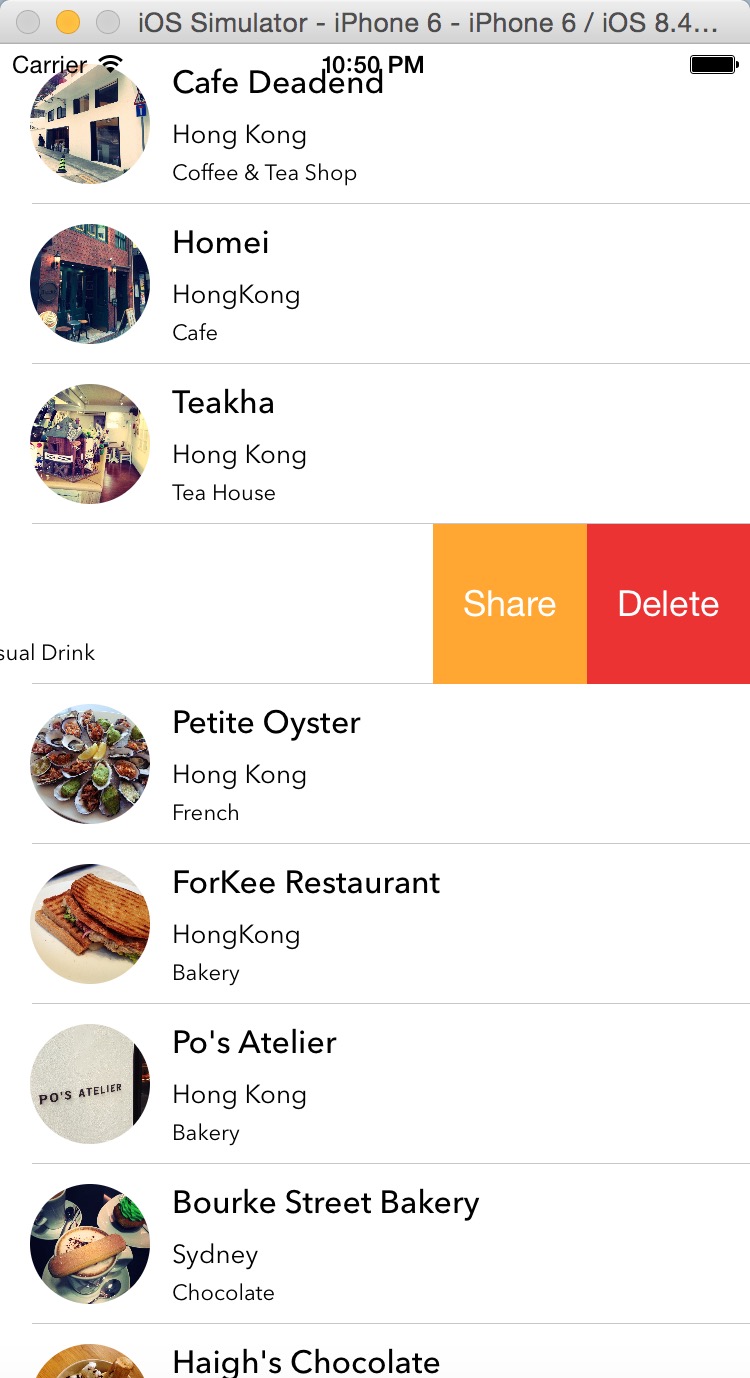 iOS Simulator - iPhone 6 - iPhone 6 / iOS 8.4...
Carrier 10:50 PM
Cafe Deadend
Hong Kong
Coffee & Tea Shop
Homei
HongKong
Cafe
Teakha
Hong Kong
Tea House
Share Delete
sual Drink
Petite Oyster
Hong Kong
French
ForKee Restaurant
HongKong
Bakery
PO'S ATELIER
Po's Atelier
Hong Kong
Bakery
Bourke Street Bakery
Sydney
Chocolate
Haigh's Chocolate